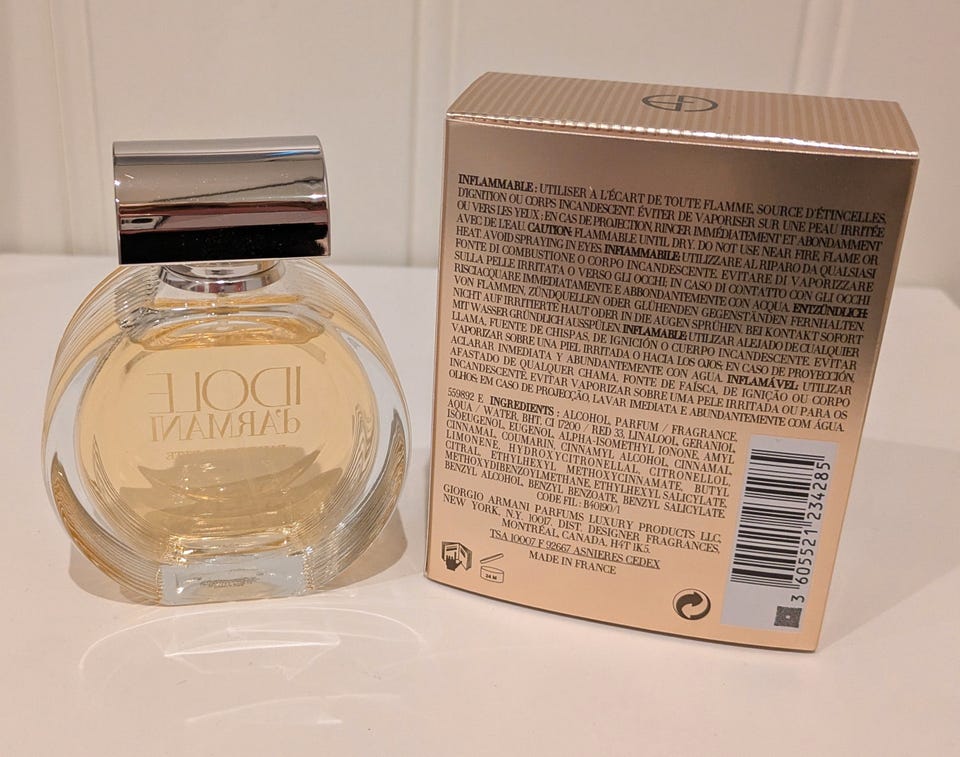 IDOLE
d'ARMANI
INFLAMMABLE : UTILISER À L'ÉCART DE TOUTE FLAMME, SOURCE D'ÉTINCELLES,
D'IGNITION OU CORPS INCANDESCENT. ÉVITER DE VAPORISER SUR UNE PEAU IRRITÉE
OU VERS LES YEUX ; EN CAS DE PROJECTION, RINCER IMMÉDIATEMENT ET ABONDAMMENT
AVEC DE L'EAU. CAUTION: FLAMMABLE UNTIL DRY. DO NOT USE NEAR FIRE, FLAME OR
HEAT. AVOID SPRAYING IN EYES. INFIAMMABILE: UTILIZZARE AL RIPARO DA QUALSIASI
FONTE DI COMBUSTIONE O CORPO INCANDESCENTE. EVITARE DI VAPORIZZARE
SULLA PELLE IRRITATA O VERSO GLI OCCHI; IN CASO DI CONTATTO CON GLI OCCHI
RISCIACQUARE IMMEDIATAMENTE E ABBONDANTEMENTE CON ACQUA. ENTZÜNDLICH:
VON FLAMMEN, ZÜNDQUELLEN ODER GLÜHENDEN GEGENSTÄNDEN FERNHALTEN.
NICHT AUF IRRITIERTE HAUT ODER IN DIE AUGEN SPRÜHEN. BEI KONTAKT SOFORT
MIT WASSER GRÜNDLICH AUSSPÜLEN. INFLAMABLE: UTILIZAR ALEJADO DE CUALQUIER
LLAMA, FUENTE DE CHISPAS, DE IGNICIÓN O CUERPO INCANDESCENTE. EVITAR
VAPORIZAR SOBRE UNA PIEL IRRITADA O HACIA LOS OJOS; EN CASO DE PROYECCIÓN,
ACLARAR INMEDIATA Y ABUNDANTEMENTE CON AGUA. INFLAMÁVEL: UTILIZAR
AFASTADO DE QUALQUER CHAMA, FONTE DE FAÍSCA, DE IGNIÇÃO OU CORPO
INCANDESCENTE. EVITAR VAPORIZAR SOBRE UMA PELE IRRITADA OU PARA OS
OLHOS; EM CASO DE PROJECÇÃO, LAVAR IMEDIATA E ABUNDANTEMENTE COM ÁGUA.
559892 E INGREDIENTS : ALCOHOL, PARFUM / FRAGRANCE,
AQUA / WATER, BHT, CI 17200 / RED 33, LINALOOL, GERANIOL,
ISOEUGENOL, EUGENOL, ALPHA-ISOMETHYL IONONE, AMYL
CINNAMAL, COUMARIN, CINNAMYL ALCOHOL, CINNAMAL,
LIMONENE, HYDROXYCITRONELLAL, CITRONELLOL,
CITRAL, ETHYLHEXYL METHOXYCINNAMATE, BUTYL
METHOXYDIBENZOYLMETHANE, ETHYLHEXYL SALICYLATE,
BENZYL ALCOHOL, BENZYL BENZOATE, BENZYL SALICYLATE.
CODE FIL : B40190/1
GIORGIO ARMANI PARFUMS LUXURY PRODUCTS LLC,
NEW YORK, N.Y. 10017, DIST. DESIGNER FRAGRANCES,
MONTRÉAL, CANADA, H4T 1K5.
TSA 10007 F 92667 ASNIERES CEDEX
MADE IN FRANCE
24 M
3 605521 234285